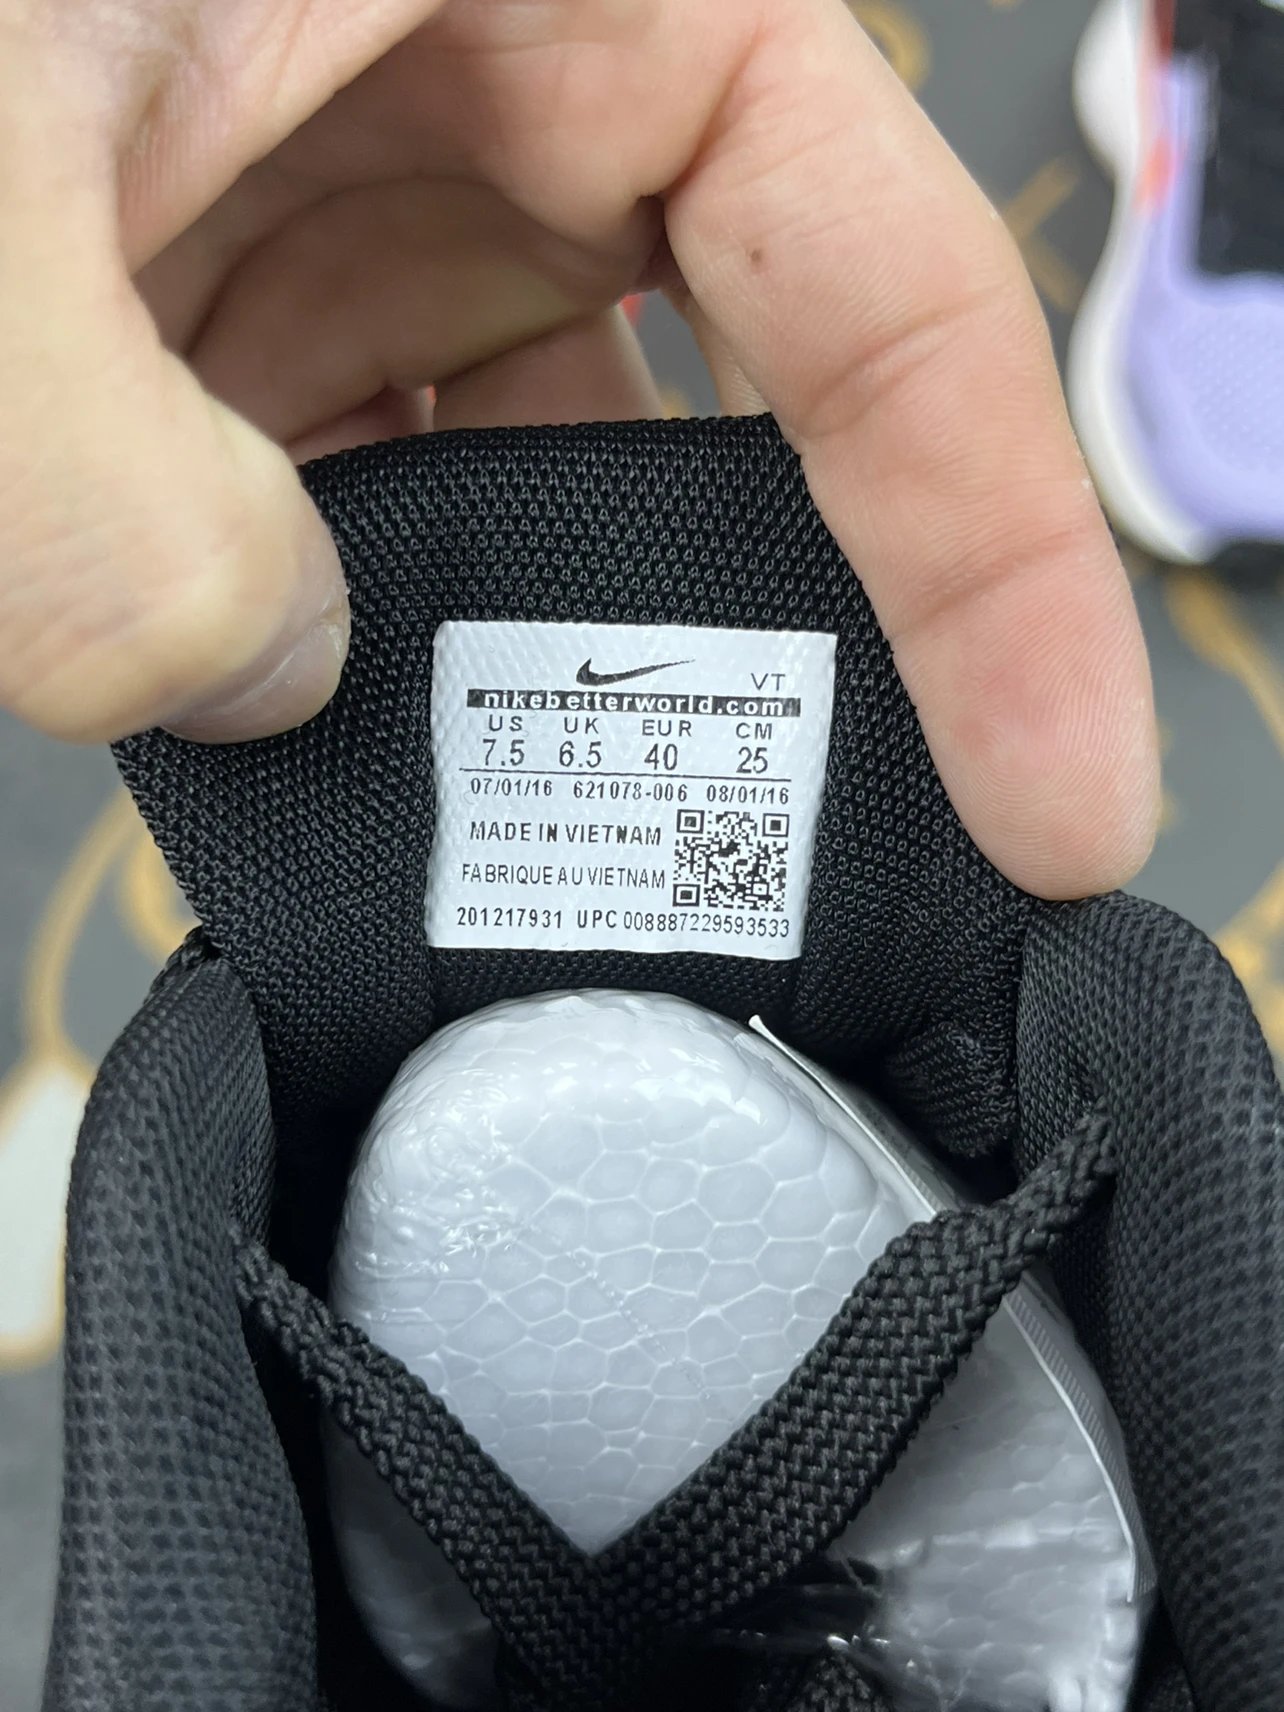 VT
nikebetterworld.com
US UK EUR CM
7.5 6.5 40 25
07/01/16 621078-006 08/01/16
MADE IN VIETNAM
FABRIQUE AU VIETNAM
201217931 UPC 008887229593533